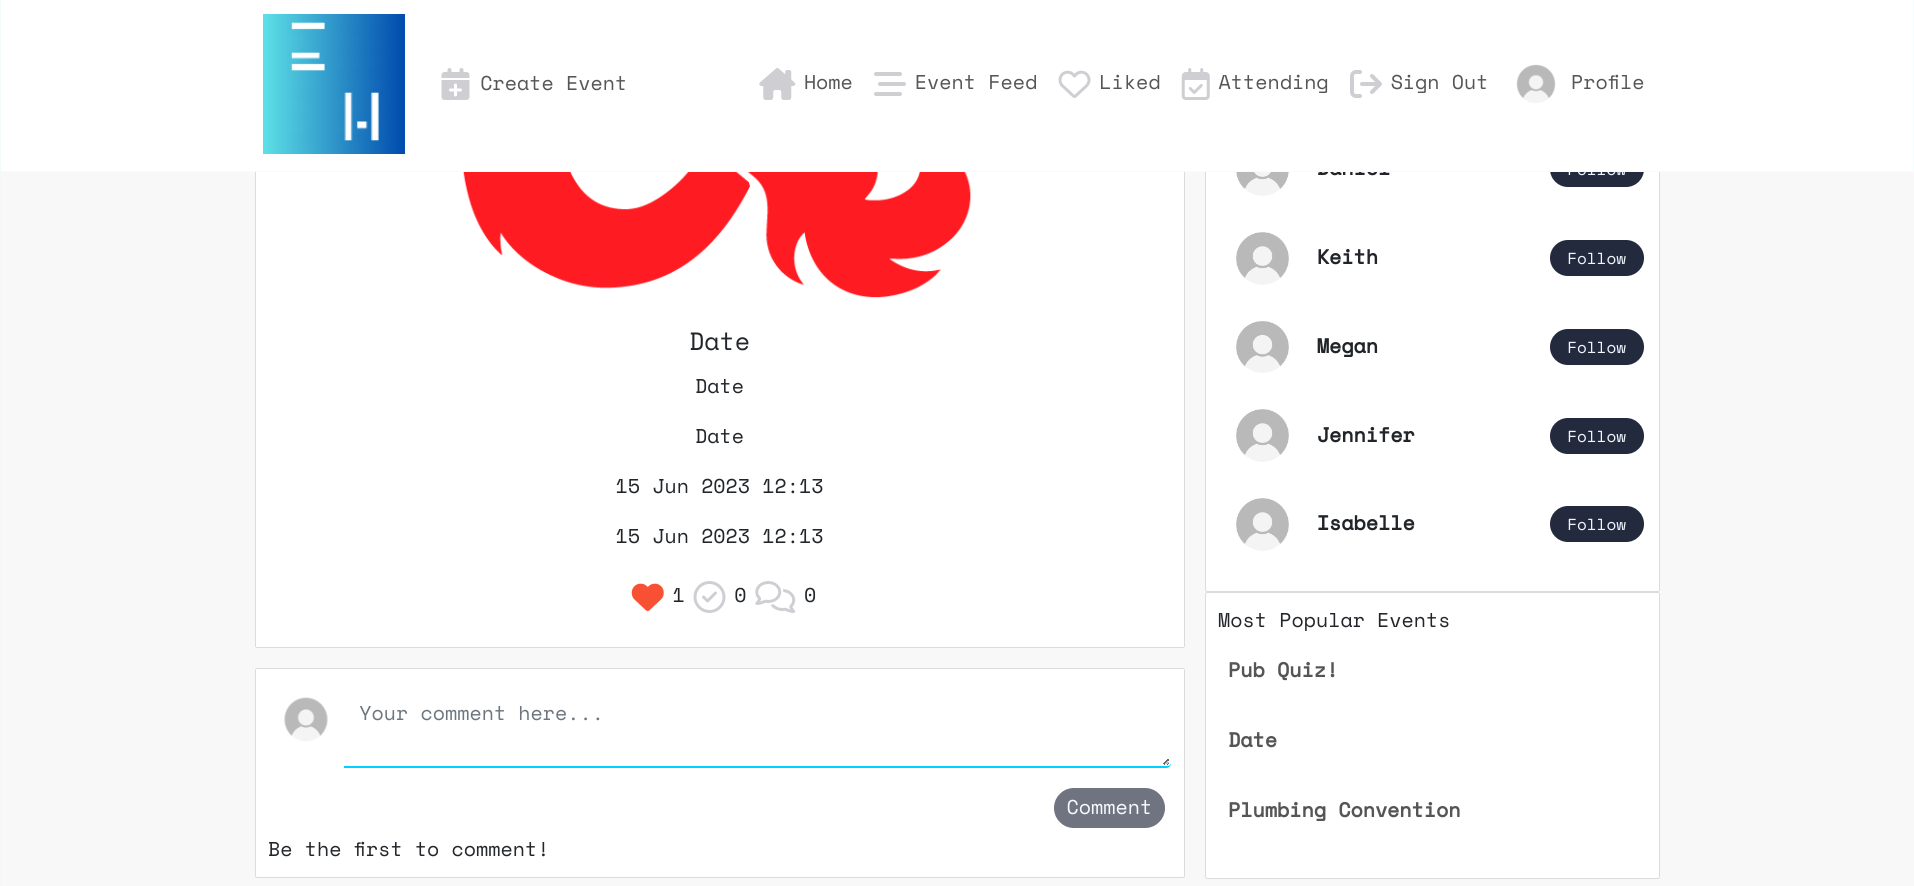 Create Event
Home
Event Feed
Liked
Attending
Sign Out
Profile
Date
Date
Date
15 Jun 2023 12:13
15 Jun 2023 12:13
1 0 0
Your comment here...
Comment
Be the first to comment!
Daniel Follow
Keith Follow
Megan Follow
Jennifer Follow
Isabelle Follow
Most Popular Events
Pub Quiz!
Date
Plumbing Convention